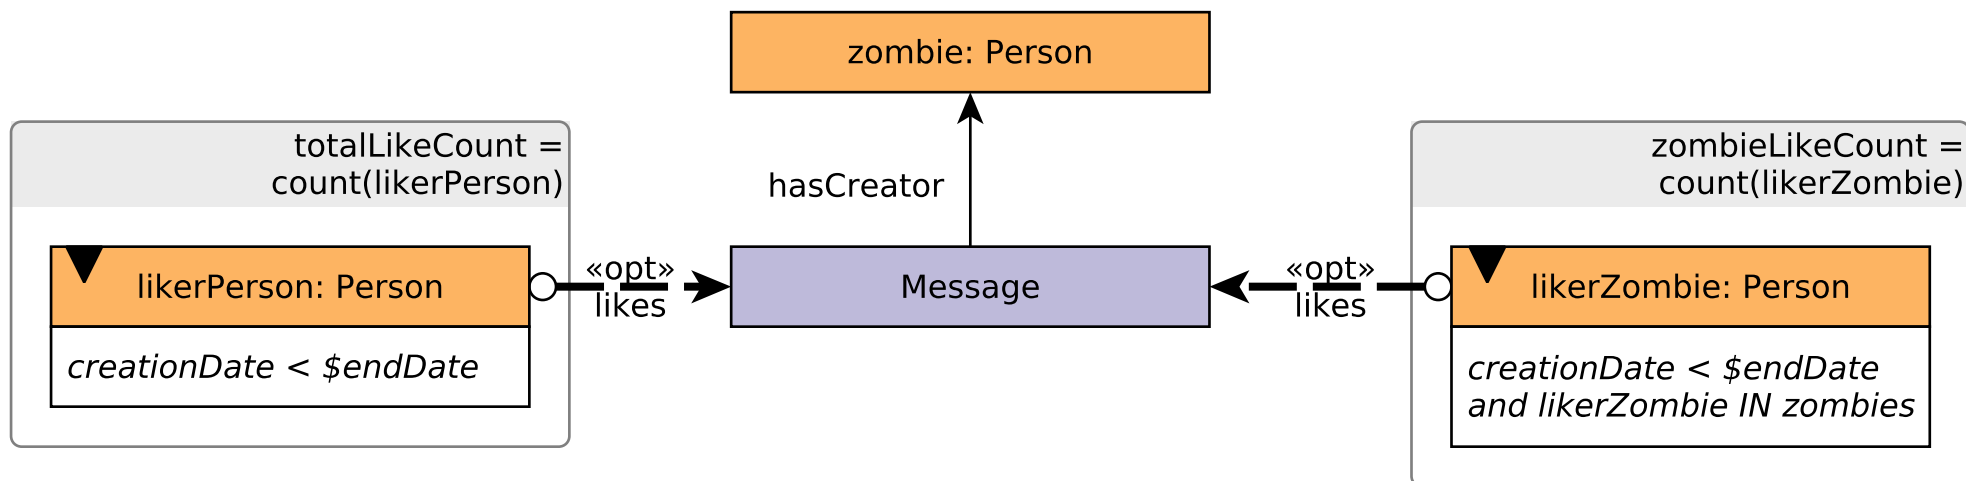 zombie: Person
totalLikeCount =
count(likerPerson)
zombieLikeCount =
count(likerZombie)
hasCreator
likerPerson: Person
«opt»
likes
Message
«opt»
likes
likerZombie: Person
creationDate < $endDate
creationDate < $endDate
and likerZombie IN zombies